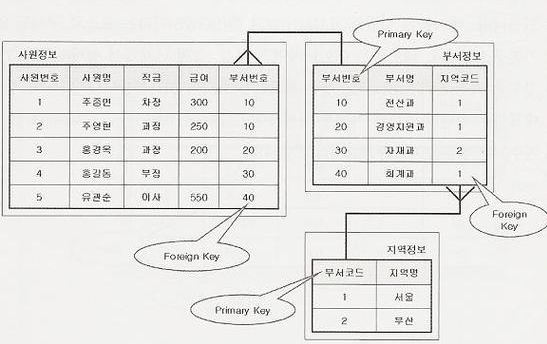 Primary Key
사원정보
사원번호 사원명 직급 급여 부서번호
1 주종민 차장 300 10
2 주영현 과정 250 10
3 홍경욱 과장 200 20
4 홍길동 부장 30
5 유관순 이사 550 40
Foreign Key
부서정보
부서번호 부서명 지역코드
10 전산과 1
20 경영지원과 1
30 자재과 2
40 회계과 1
Foreign
Key
지역정보
부서코드 지역명
1 서울
2 부산
Primary Key